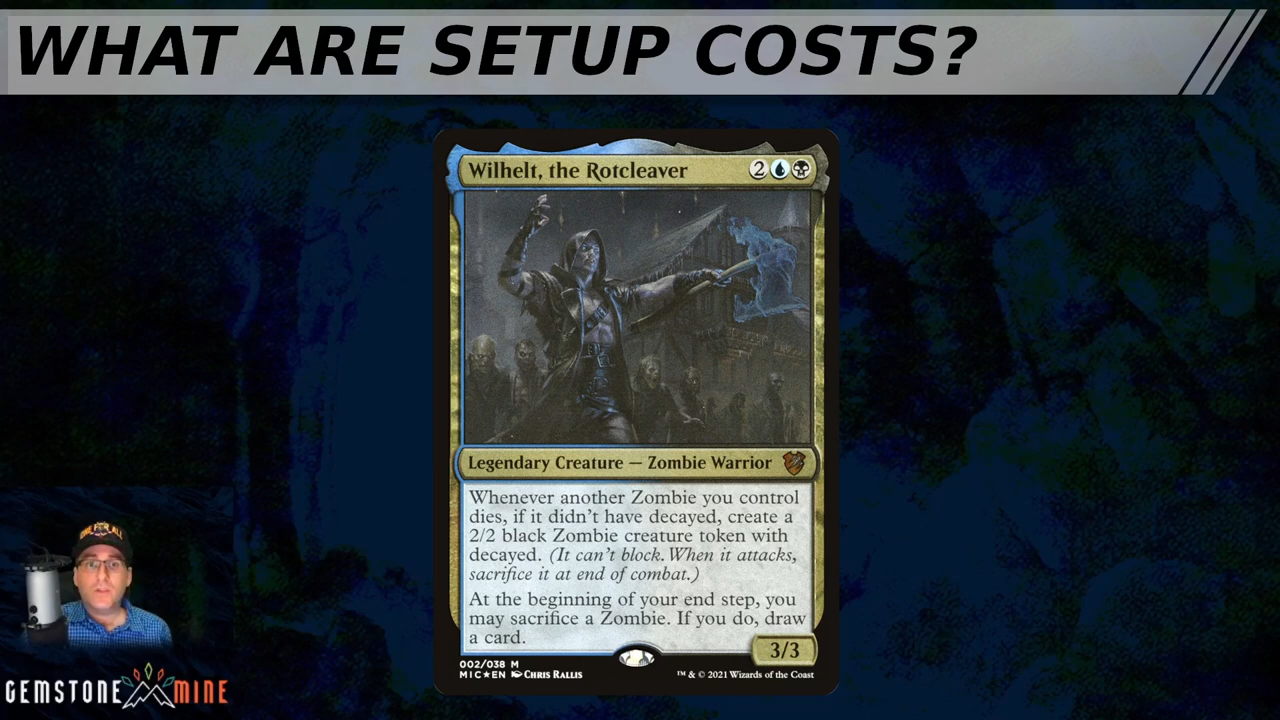 WHAT ARE SETUP COSTS?
Wilhelt, the Rotcleaver 2
Legendary Creature — Zombie Warrior
Whenever another Zombie you control
dies, if it didn't have decayed, create a
2/2 black Zombie creature token with
decayed. (It can't block. When it attacks,
sacrifice it at end of combat.)
At the beginning of your end step, you
may sacrifice a Zombie. If you do, draw
a card.
3/3
002/038 M
MIC★EN Chris Rallis
™ & © 2021 Wizards of the Coast
GEMSTONE MINE